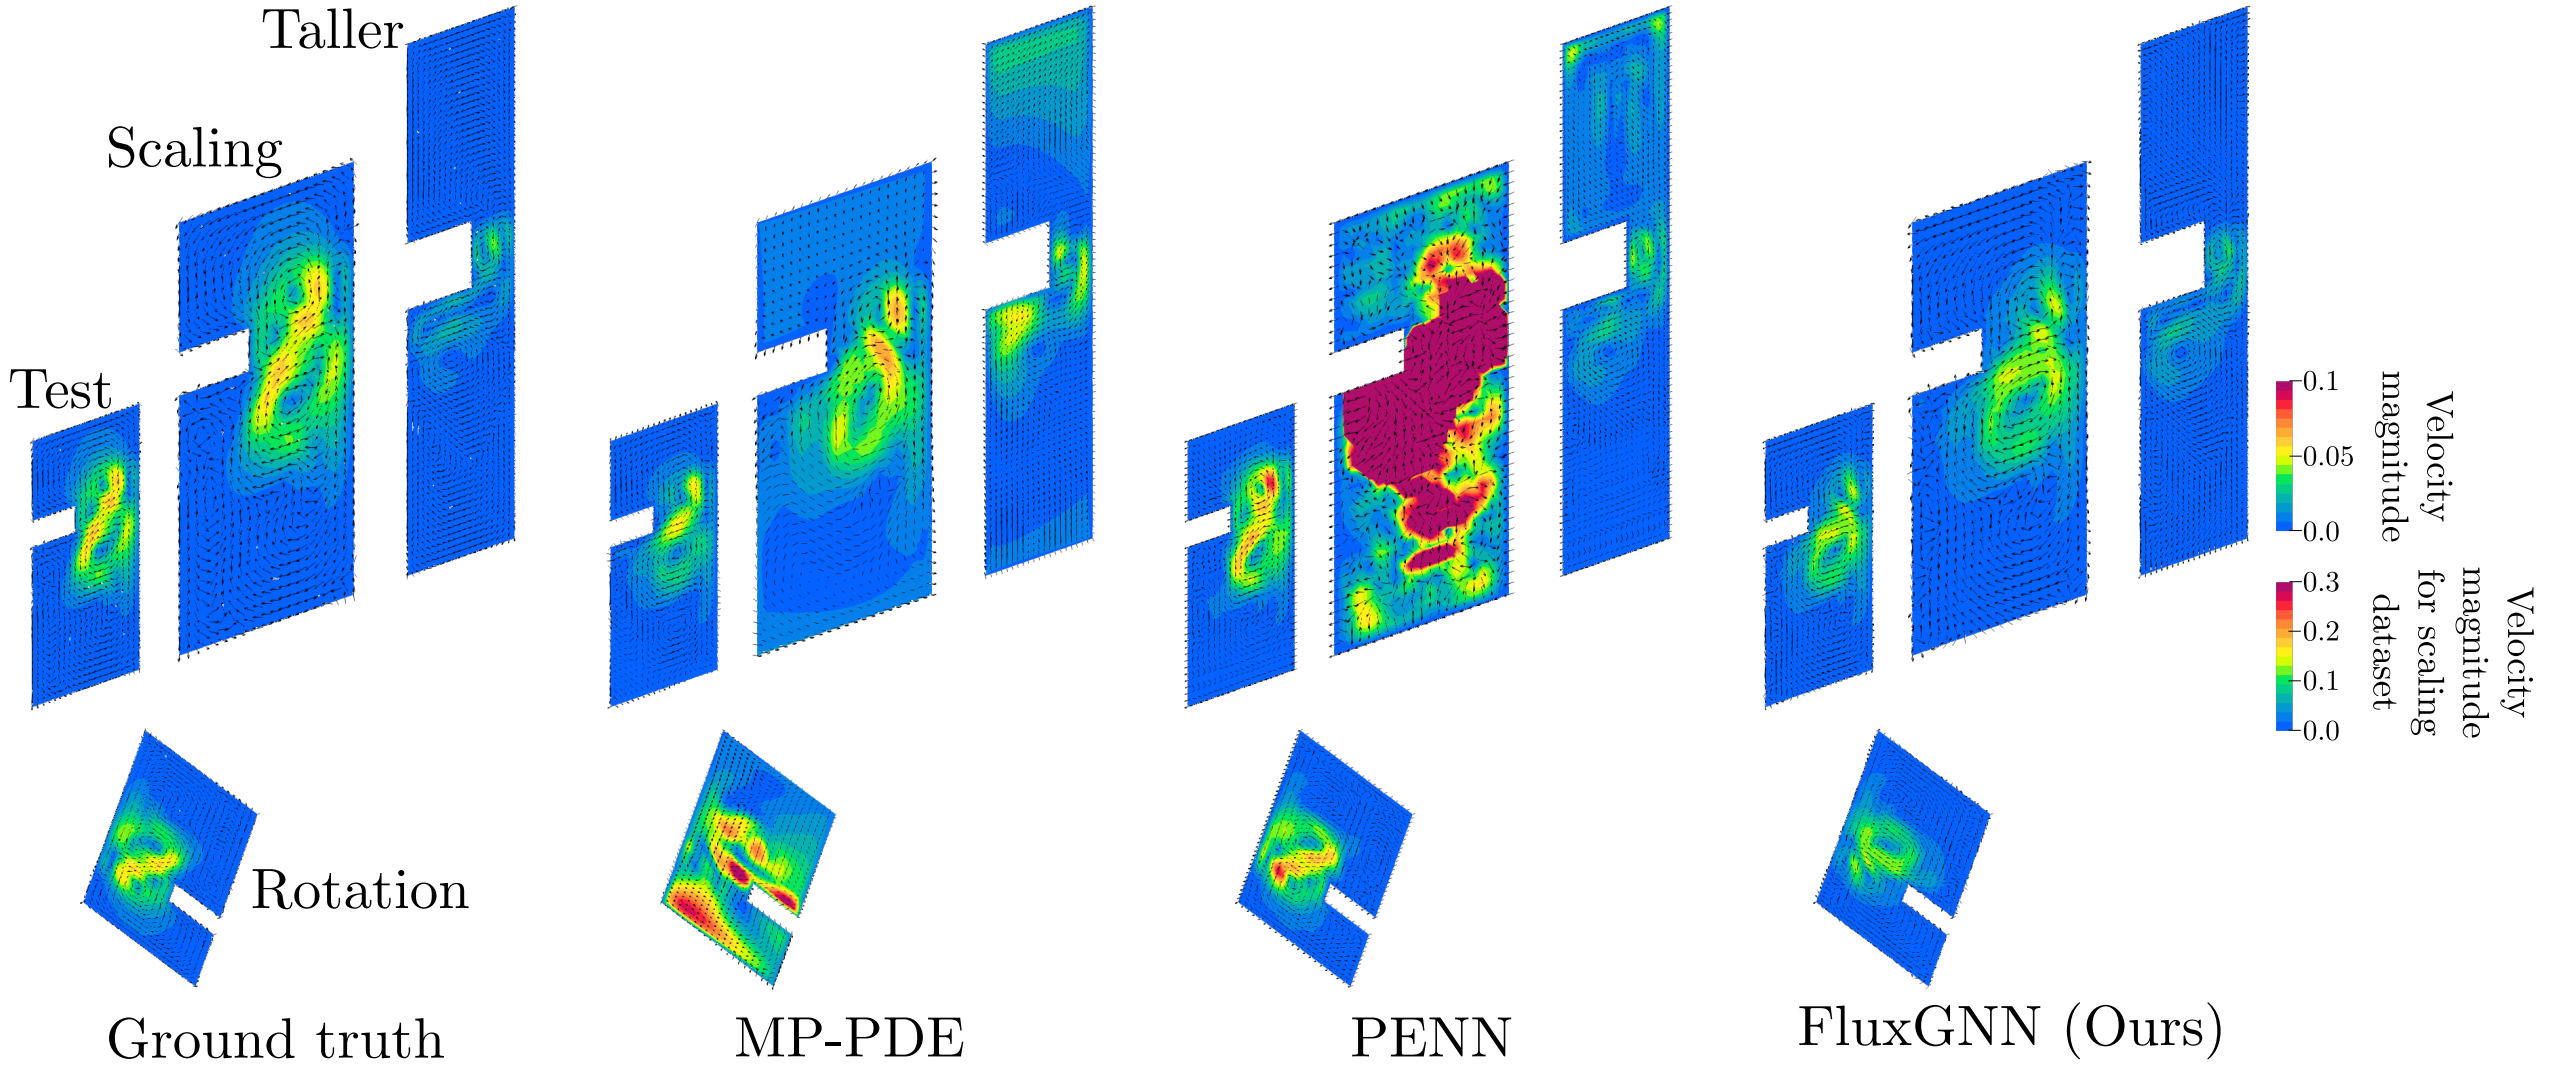 Taller
Scaling
Test
Rotation
0.1
0.05
0.0
Velocity
magnitude
0.3
0.2
0.1
0.0
Velocity
magnitude
for scaling
dataset
Ground truth
MP-PDE
PENN
FluxGNN (Ours)